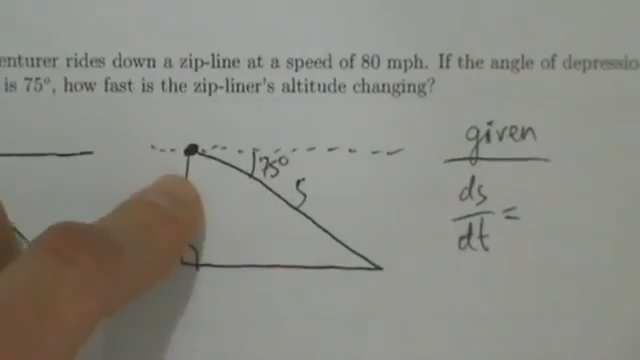 enturer rides down a zip-line at a speed of 80 mph. If the angle of depressio
is 75°, how fast is the zip-liner's altitude changing?
given
75°
S
ds
dt
=